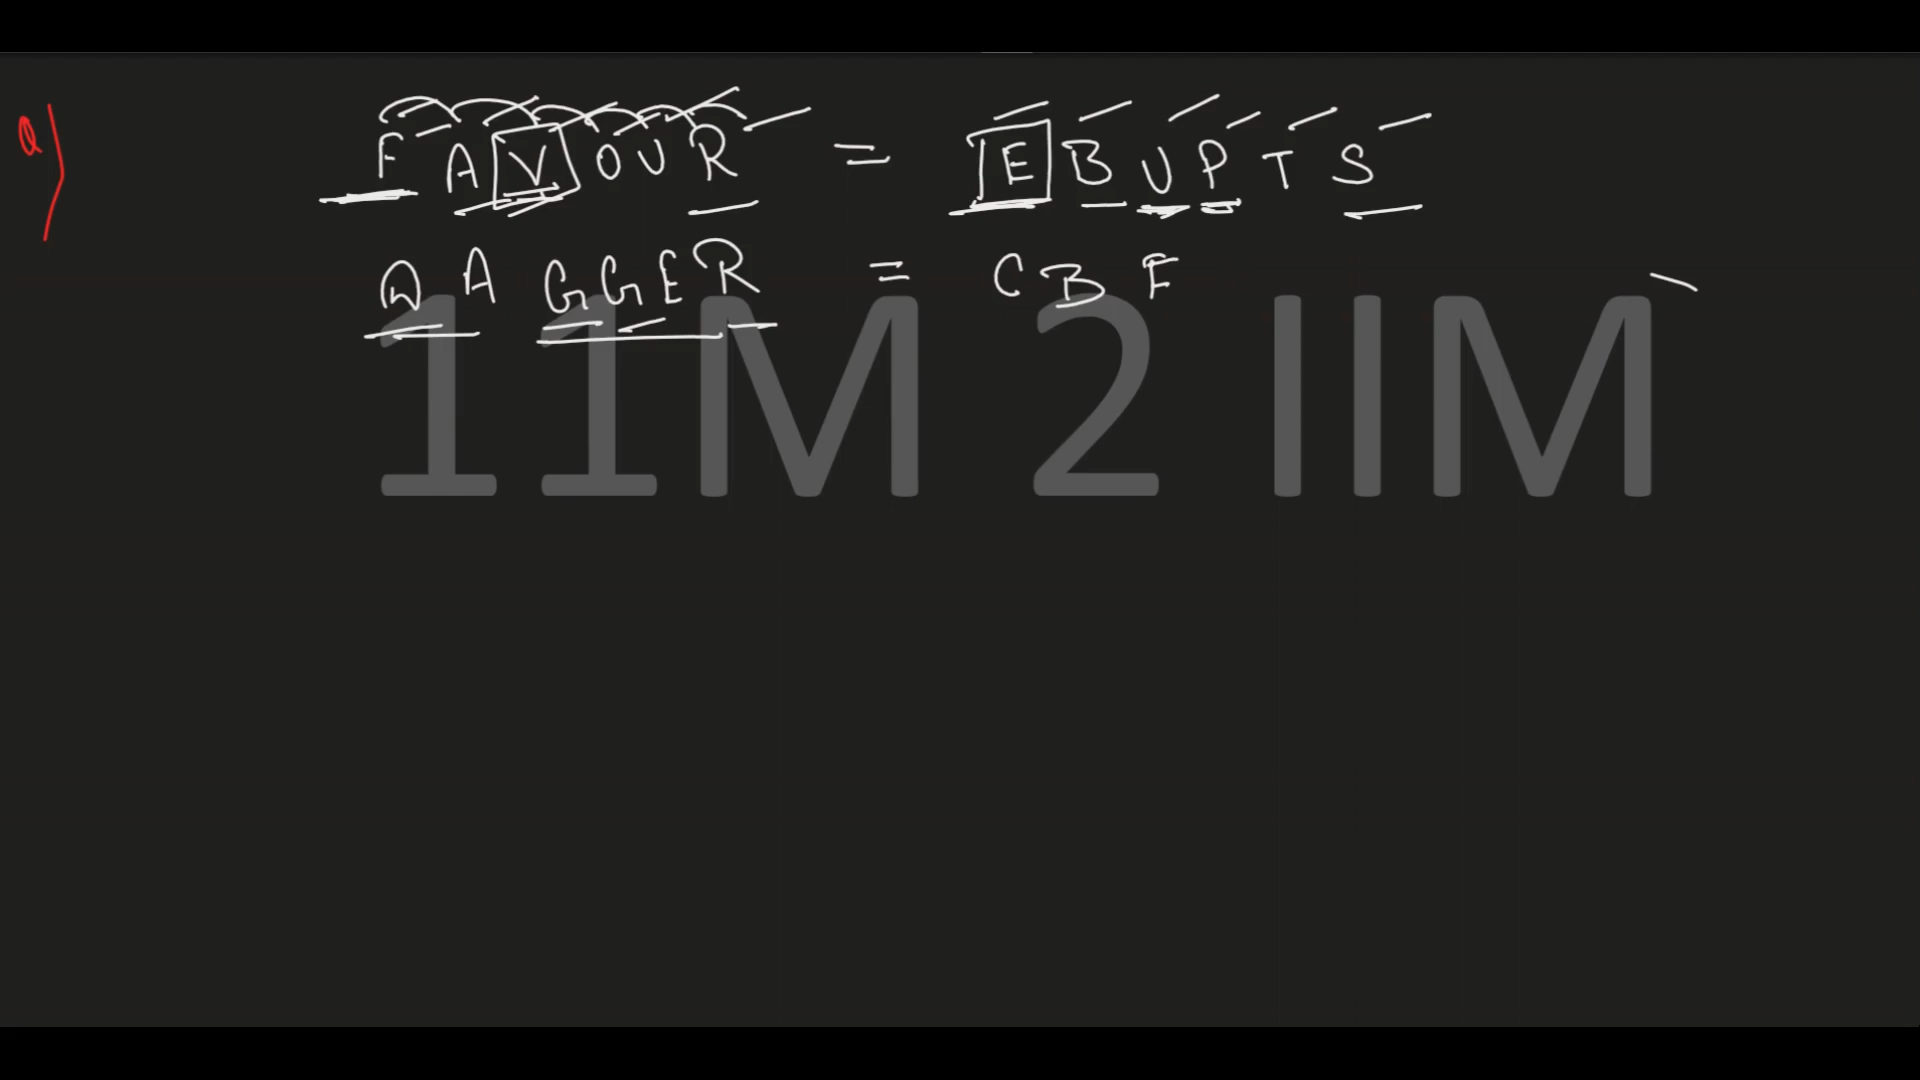 Q) FAVOUR = EBUPTS
DAGGER = CBF
11M 2 IIM